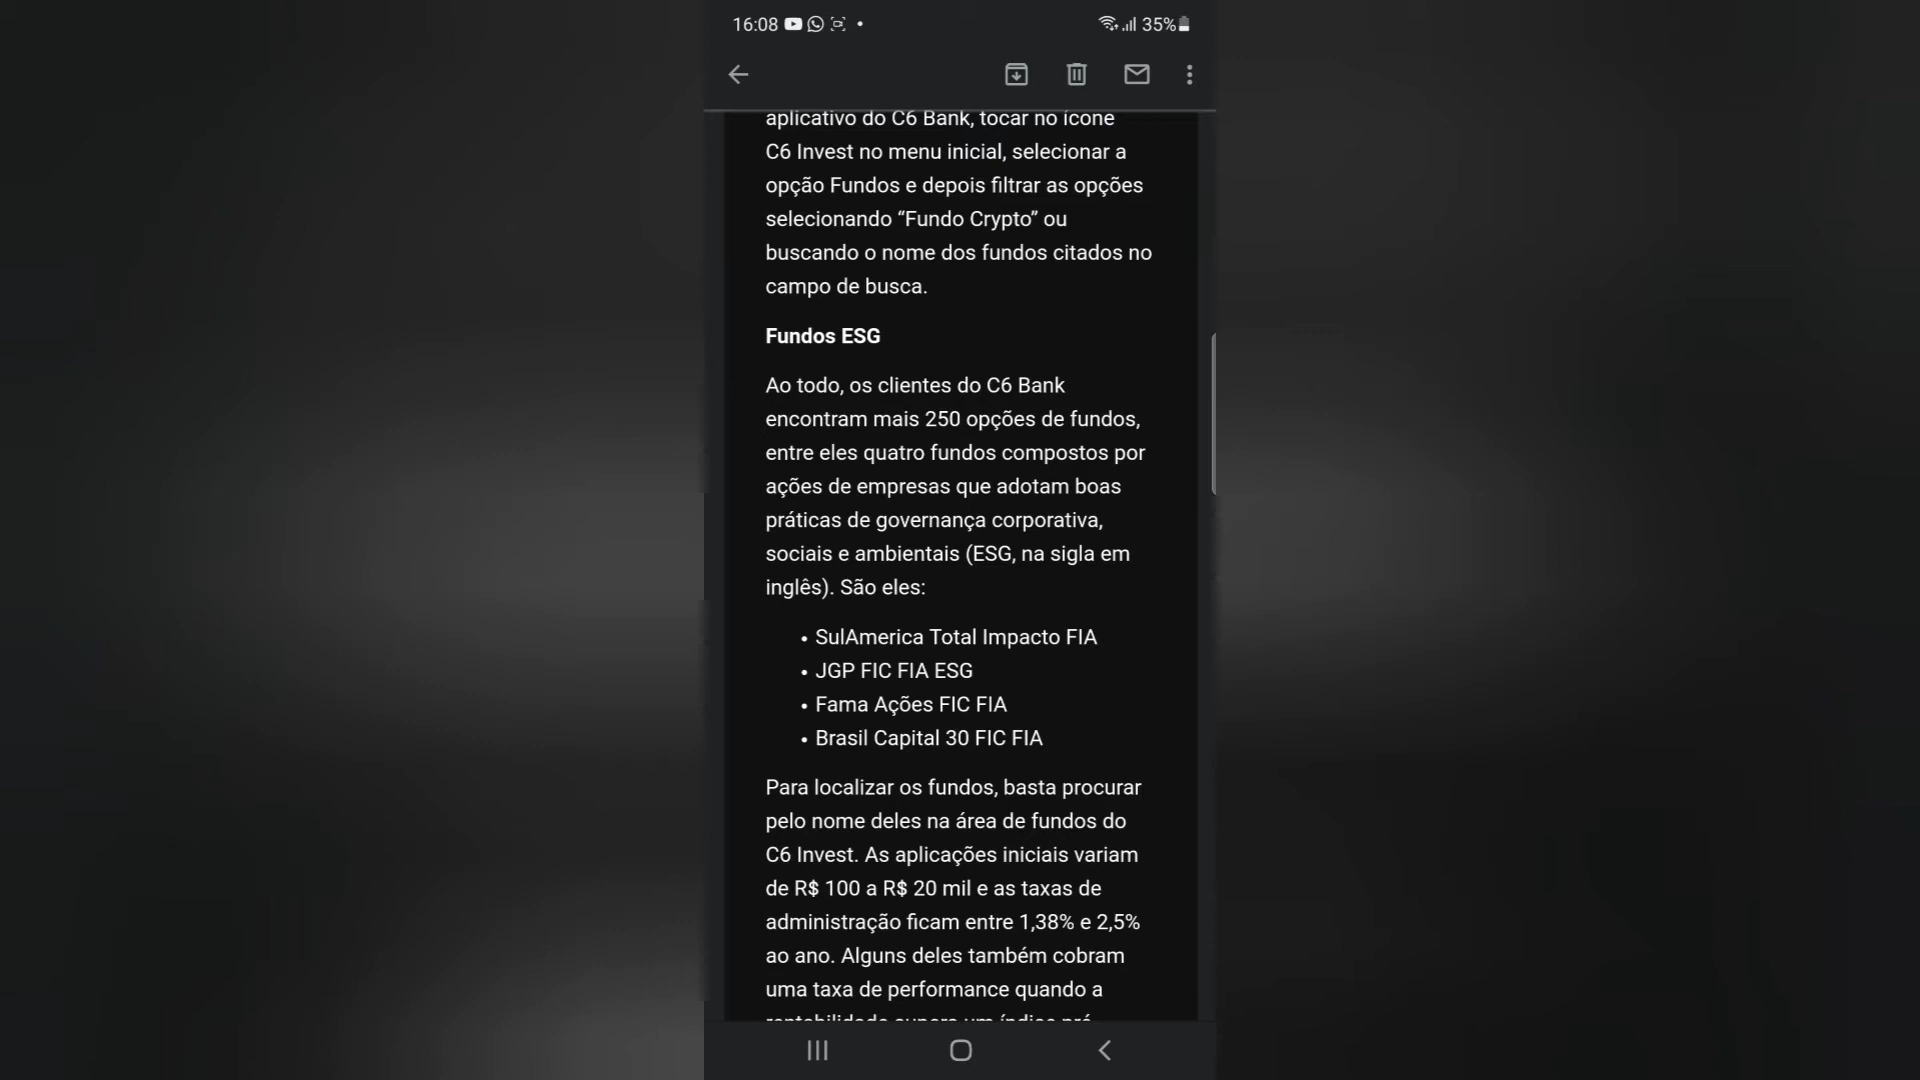 16:08
35%
aplicativo do C6 Bank, tocar no ícone
C6 Invest no menu inicial, selecionar a
opção Fundos e depois filtrar as opções
selecionando “Fundo Crypto” ou
buscando o nome dos fundos citados no
campo de busca.
Fundos ESG
Ao todo, os clientes do C6 Bank
encontram mais 250 opções de fundos,
entre eles quatro fundos compostos por
ações de empresas que adotam boas
práticas de governança corporativa,
sociais e ambientais (ESG, na sigla em
inglês). São eles:
• SulAmerica Total Impacto FIA
• JGP FIC FIA ESG
• Fama Ações FIC FIA
• Brasil Capital 30 FIC FIA
Para localizar os fundos, basta procurar
pelo nome deles na área de fundos do
C6 Invest. As aplicações iniciais variam
de R$ 100 a R$ 20 mil e as taxas de
administração ficam entre 1,38% e 2,5%
ao ano. Alguns deles também cobram
uma taxa de performance quando a
rentabilidade supera um índice pré